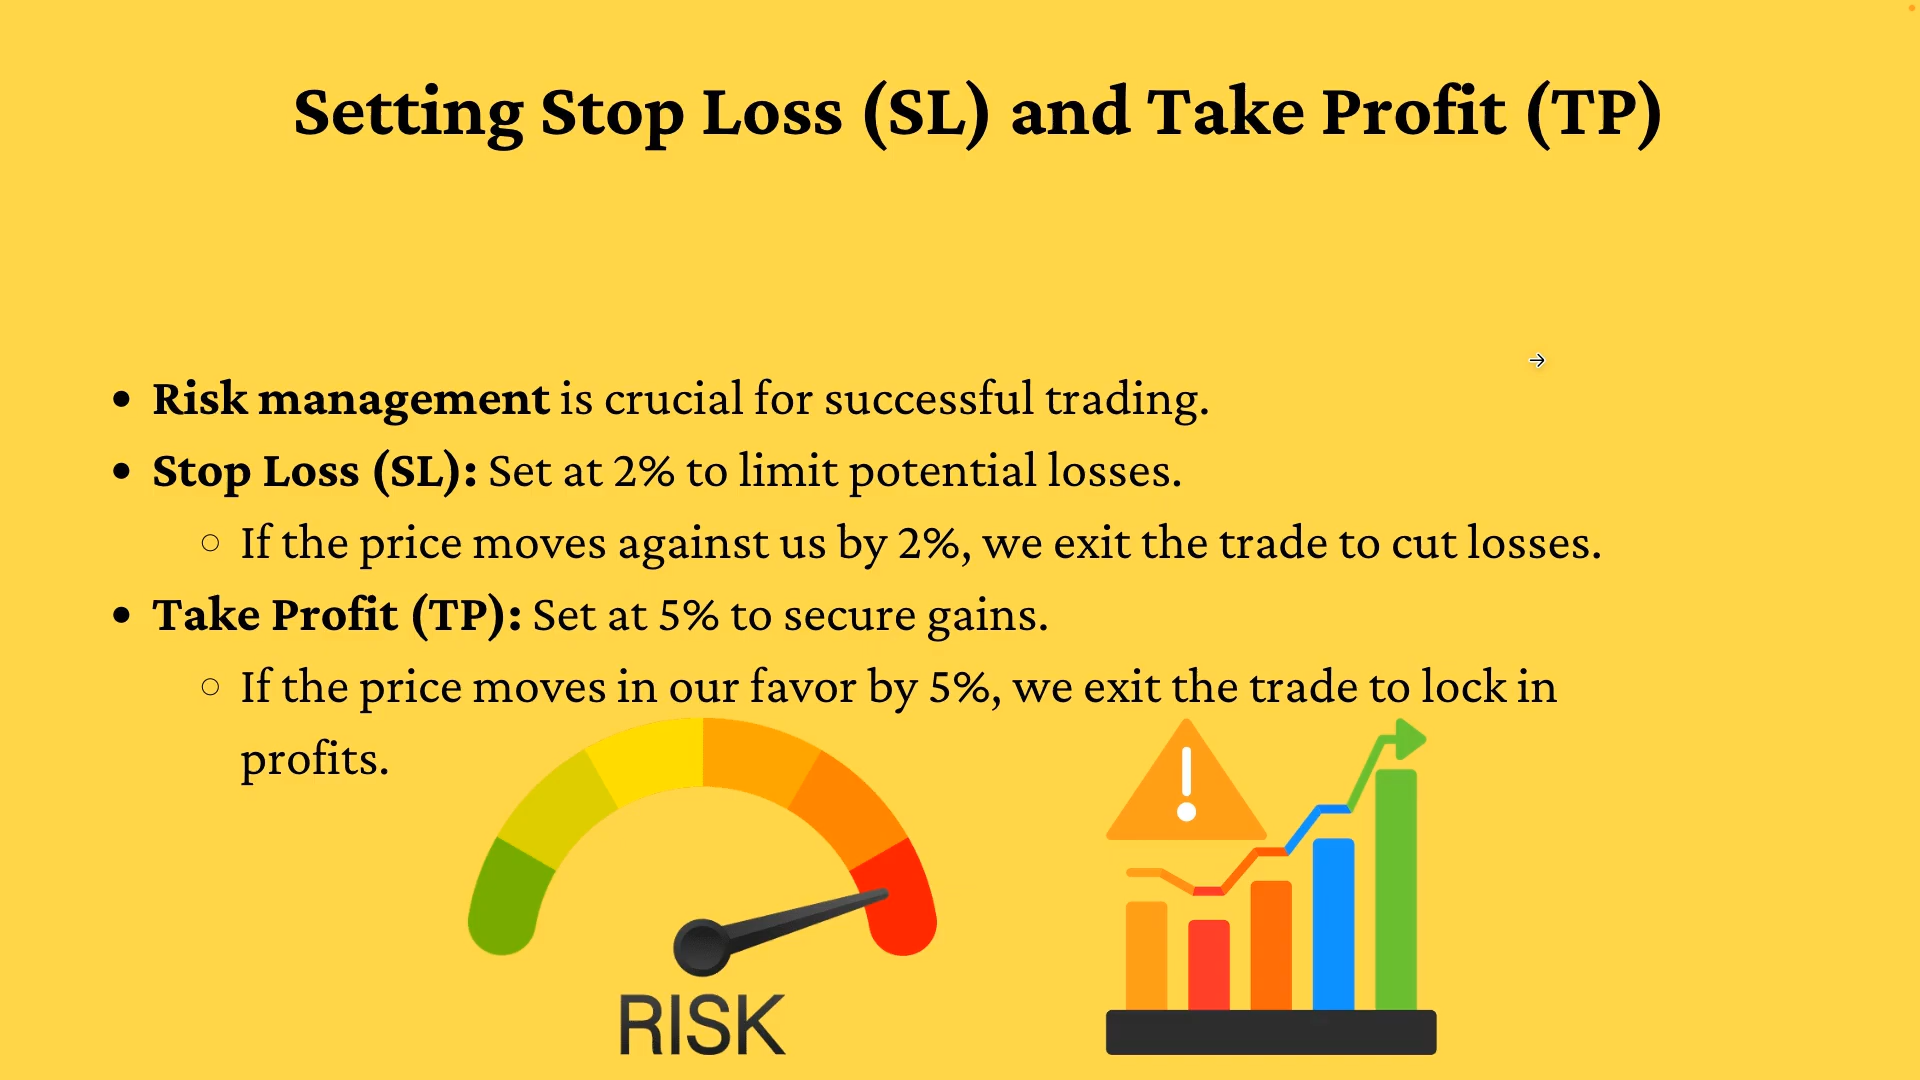 Setting Stop Loss (SL) and Take Profit (TP)
• Risk management is crucial for successful trading.
• Stop Loss (SL): Set at 2% to limit potential losses.
○ If the price moves against us by 2%, we exit the trade to cut losses.
• Take Profit (TP): Set at 5% to secure gains.
○ If the price moves in our favor by 5%, we exit the trade to lock in
profits.
RISK